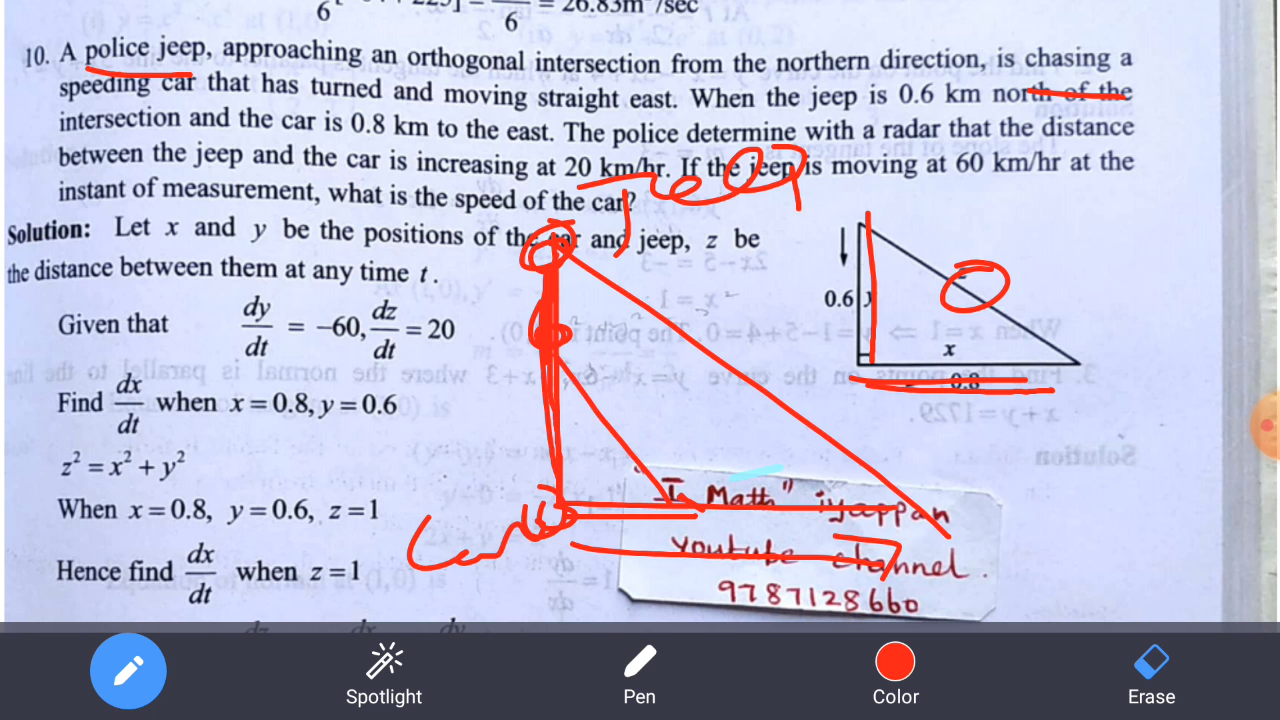 = 26.83m²/sec
6
6
10. A police jeep, approaching an orthogonal intersection from the northern direction, is chasing a
speeding car that has turned and moving straight east. When the jeep is 0.6 km north of the
intersection and the car is 0.8 km to the east. The police determine with a radar that the distance
between the jeep and the car is increasing at 20 km/hr. If the jeep is moving at 60 km/hr at the
instant of measurement, what is the speed of the car?
Jeep
Solution: Let x and y be the positions of the car and jeep, z be
the distance between them at any time t.
Given that dy/dt = -60, dz/dt = 20
0.6
x
0.8
Find dx/dt when x = 0.8, y = 0.6
z² = x² + y²
When x = 0.8, y = 0.6, z = 1
Car
Hence find dx/dt when z = 1
"I Math" iyappan
youtube channel.
9787128660
Spotlight
Pen
Color
Erase